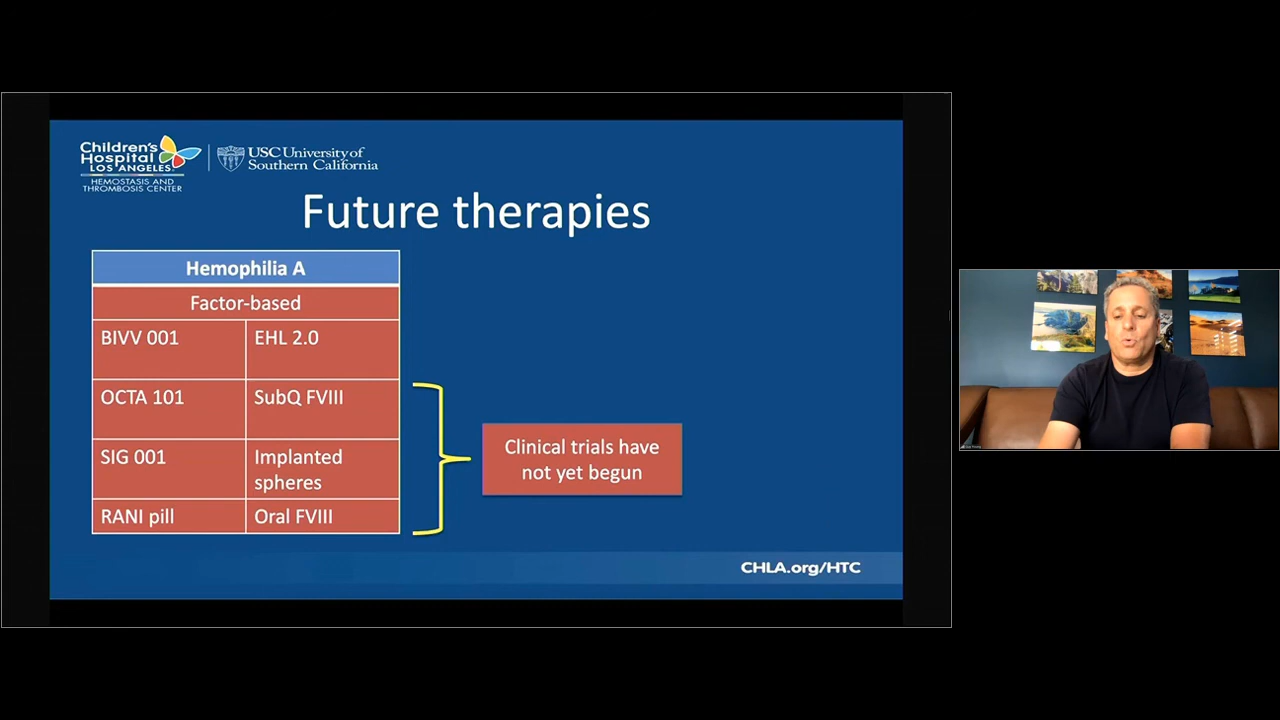 Children's
Hospital
LOS ANGELES
HEMOSTASIS AND
THROMBOSIS CENTER
USC University of
Southern California
Future therapies
Hemophilia A
Factor-based
BIVV 001 EHL 2.0
OCTA 101 SubQ FVIII
SIG 001 Implanted
spheres
RANI pill Oral FVIII
Clinical trials have
not yet begun
CHLA.org/HTC